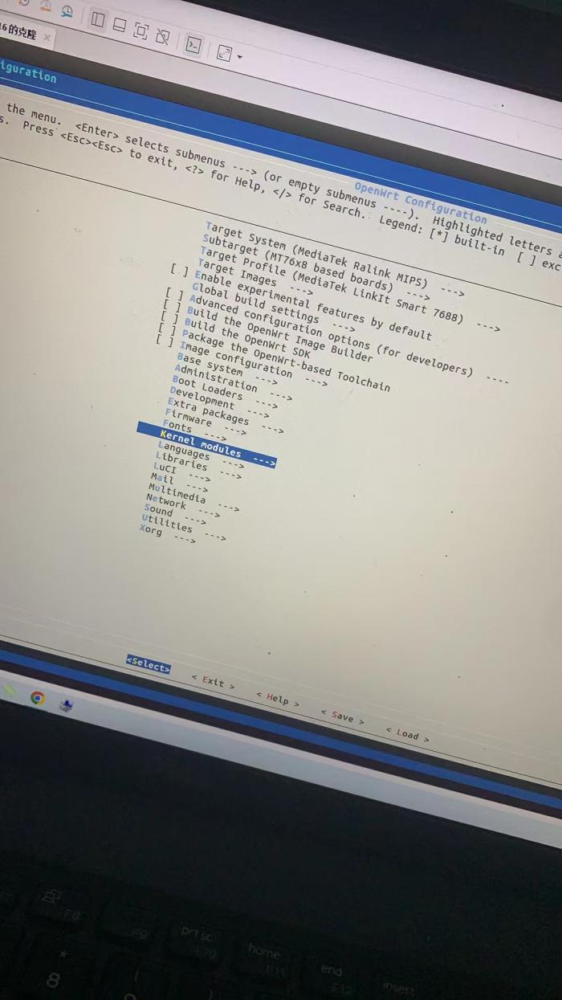 16的克隆
iguration
OpenWrt Configuration
the menu. <Enter> selects submenus ---> (or empty submenus ----). Highlighted letters a
s. Press <Esc><Esc> to exit, <?> for Help, </> for Search. Legend: [*] built-in [ ] exc
Target System (MediaTek Ralink MIPS) --->
Subtarget (MT76x8 based boards) --->
Target Profile (MediaTek LinkIt Smart 7688) --->
Target Images --->
[ ] Enable experimental features by default
Global build settings --->
[ ] Advanced configuration options (for developers) ----
[ ] Build the OpenWrt Image Builder
[ ] Build the OpenWrt SDK
[ ] Package the OpenWrt-based Toolchain
[ ] Image configuration --->
Base system --->
Administration --->
Boot Loaders --->
Development --->
Extra packages --->
Firmware --->
Fonts --->
Kernel modules --->
Languages --->
Libraries --->
LuCI --->
Mail --->
Multimedia --->
Network --->
Sound --->
Utilities --->
Xorg --->
<Select> < Exit > < Help > < Save > < Load >
F8 F9 prt sc F10 home F11 end F12 insert
* 8 (